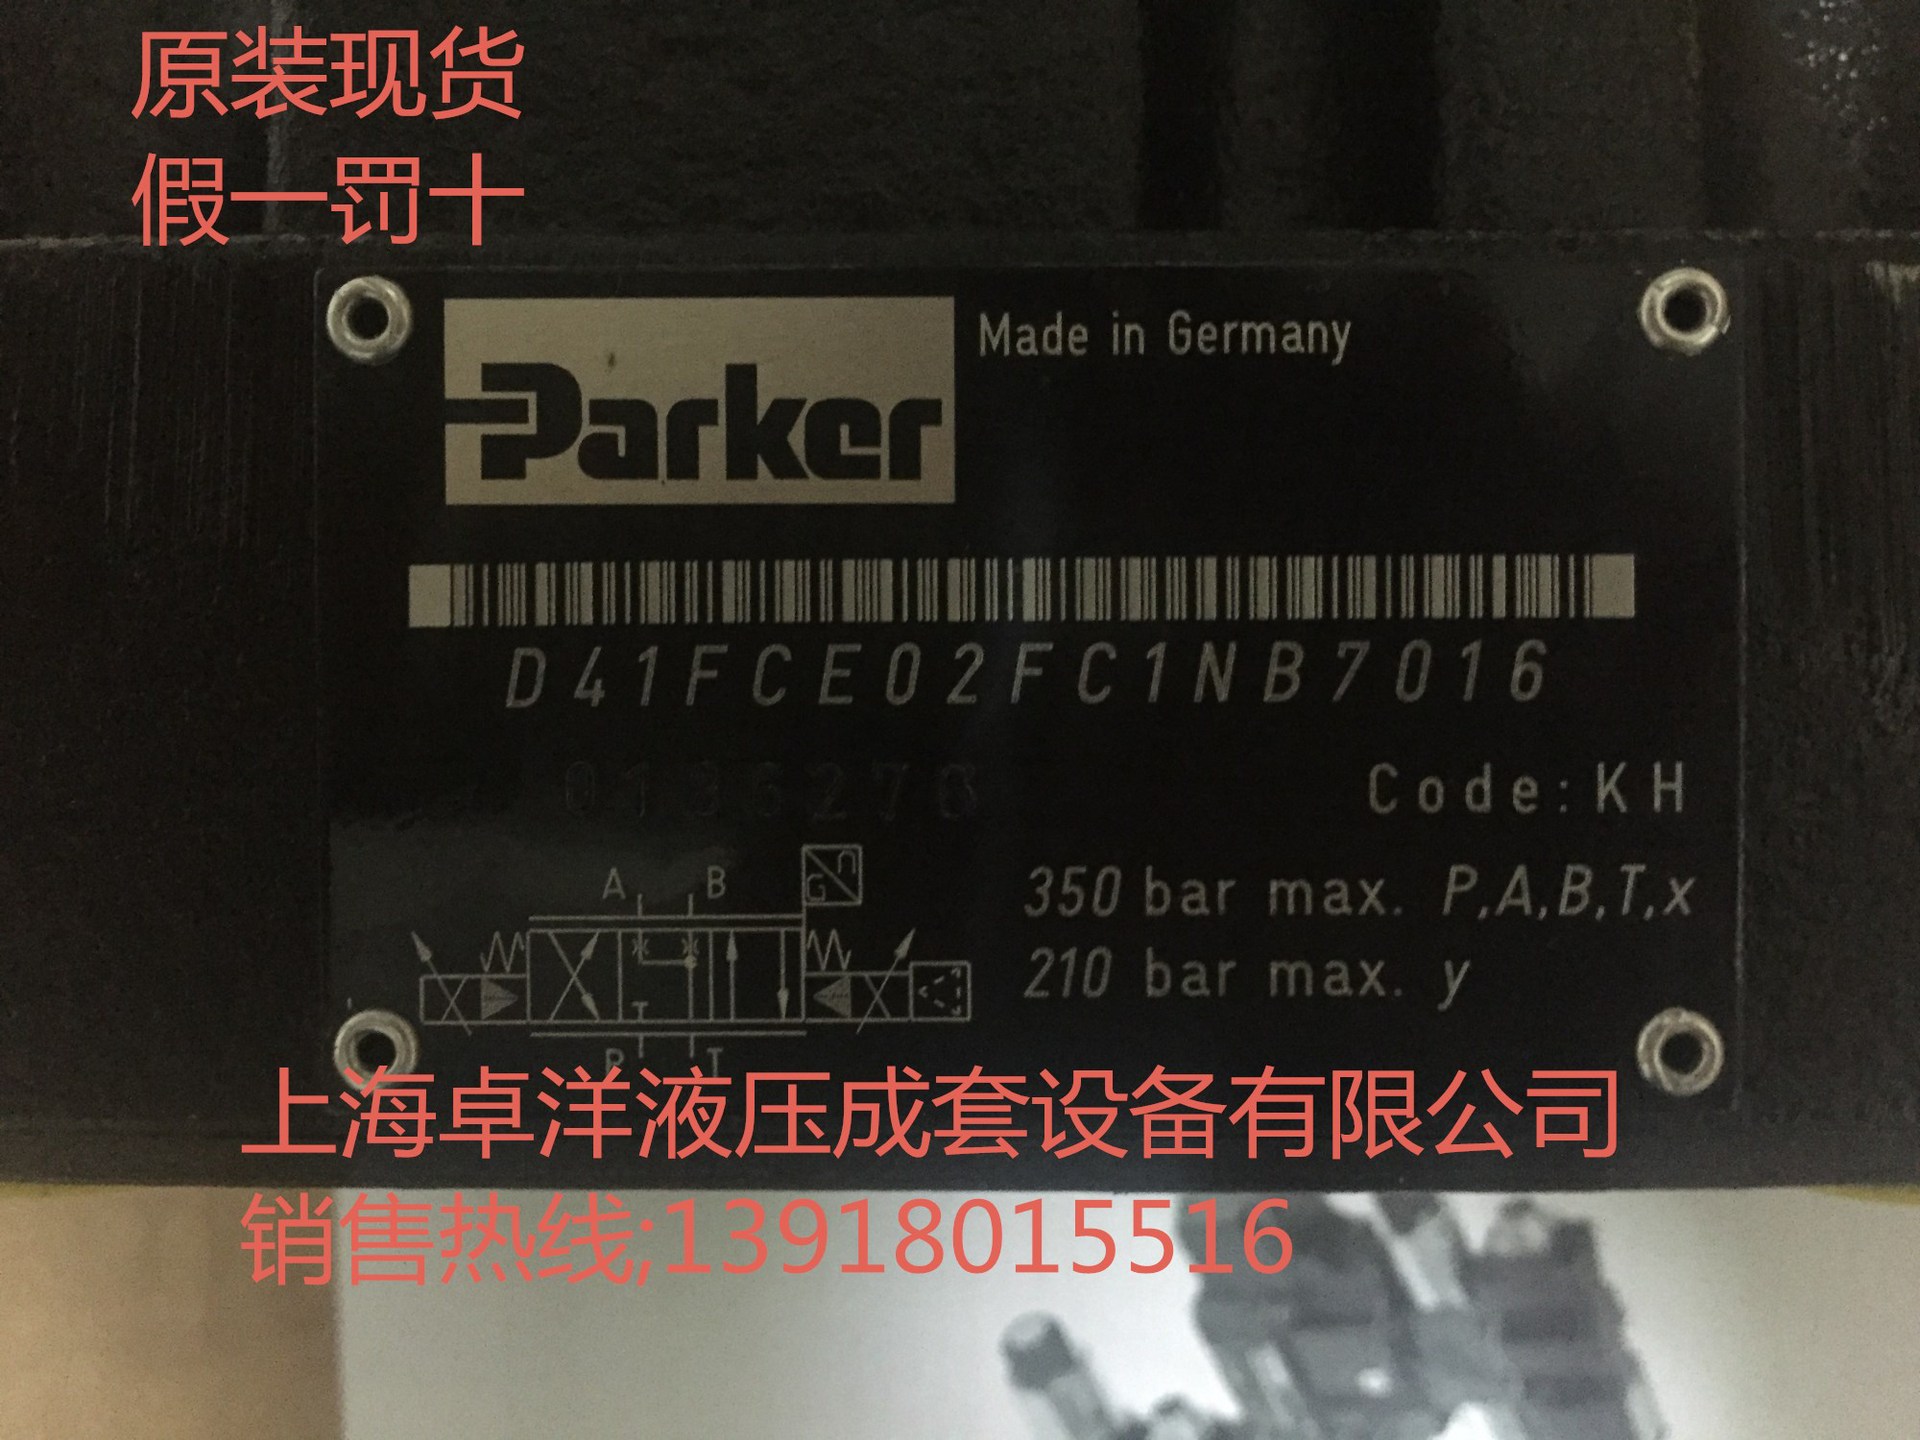 原装现货
假一罚十
Parker
Made in Germany
D41FCE02FC1NB7016
Code: KH
A B
G
350 bar max. P,A,B,T,x
210 bar max. y
T
上海卓洋液压成套设备有限公司
销售热线;13918015516